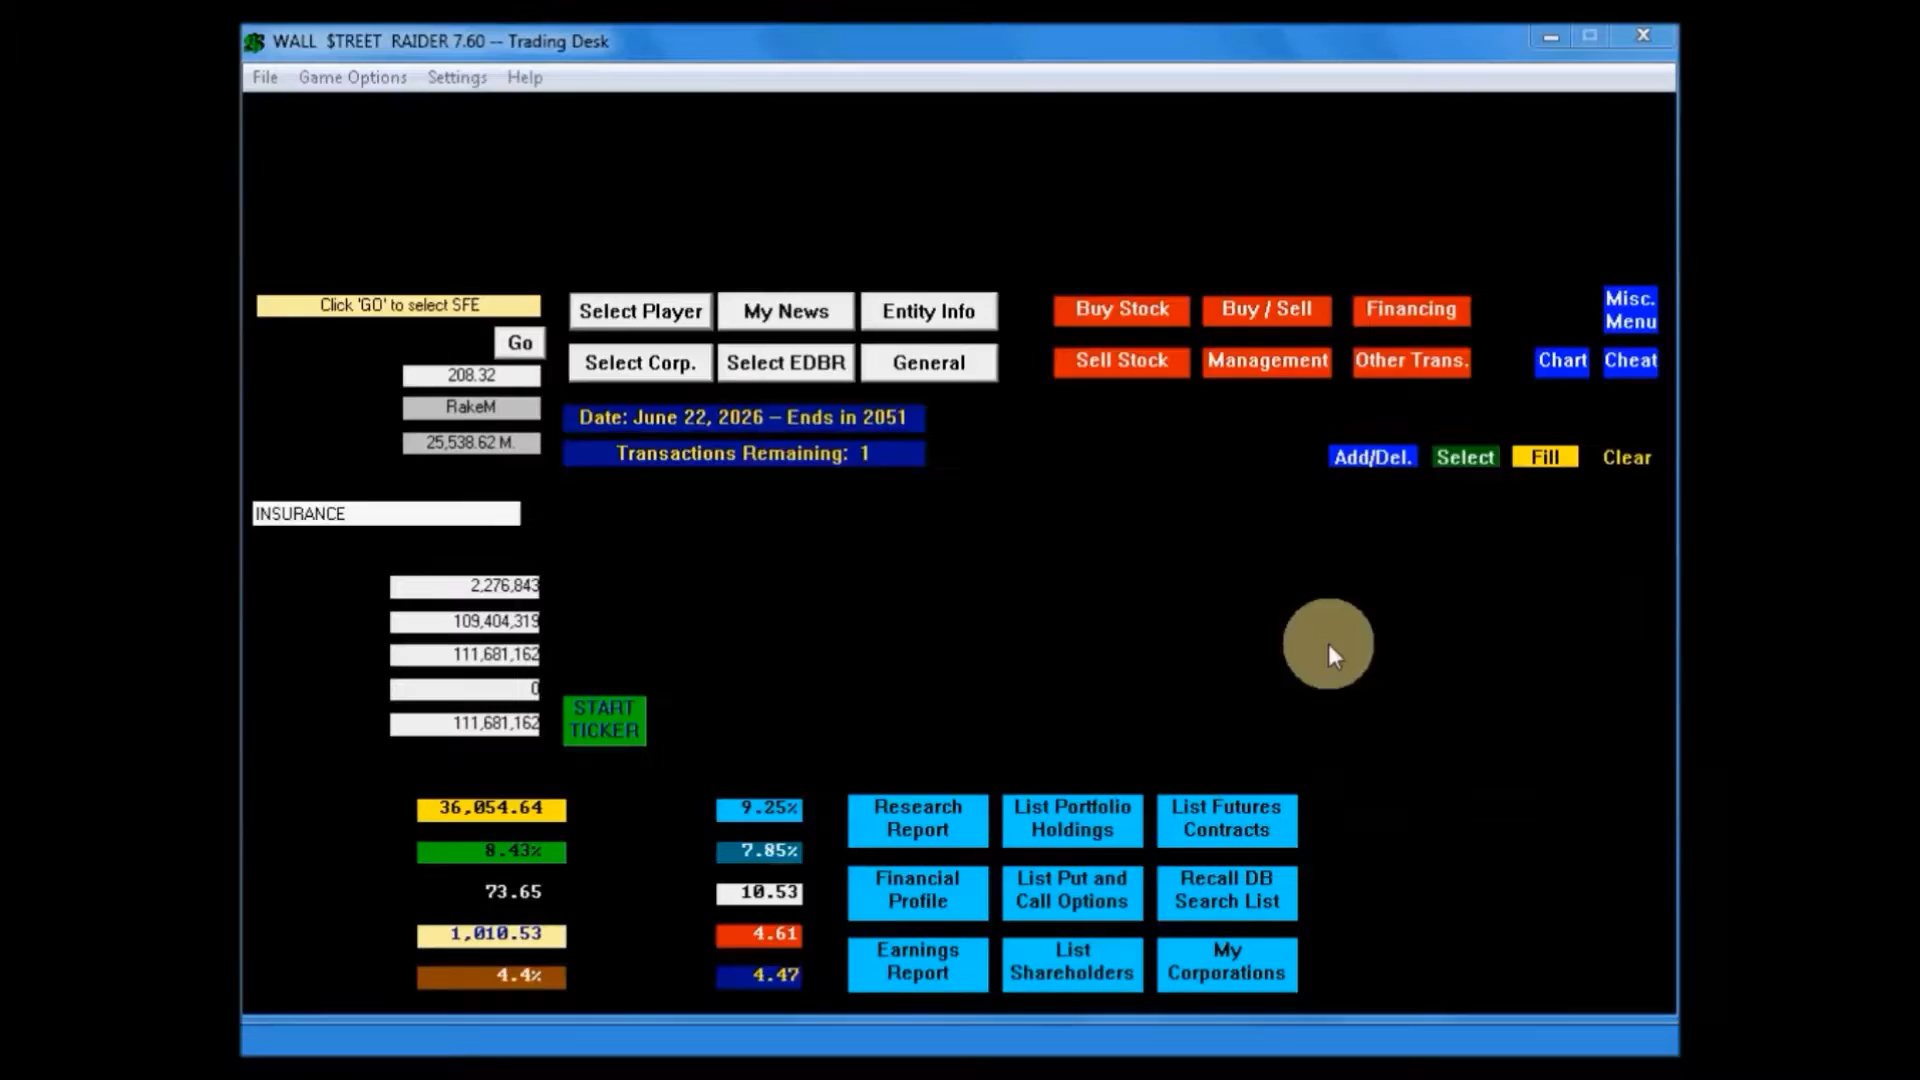 WALL $TREET RAIDER 7.60 -- Trading Desk
File Game Options Settings Help
Click 'GO' to select SFE
Go
208.32
RakeM
25,538.62 M.
Select Player My News Entity Info
Select Corp. Select EDBR General
Date: June 22, 2026 -- Ends in 2051
Transactions Remaining: 1
Buy Stock Buy / Sell Financing
Sell Stock Management Other Trans.
Misc.
Menu
Chart Cheat
Add/Del. Select Fill Clear
INSURANCE
2,276,843
109,404,319
111,681,162
0
111,681,162
START
TICKER
36,054.64 9.25%
8.43% 7.85%
73.65 10.53
1,010.53 4.61
4.4% 4.47
Research
Report
List Portfolio
Holdings
List Futures
Contracts
Financial
Profile
List Put and
Call Options
Recall DB
Search List
Earnings
Report
List
Shareholders
My
Corporations